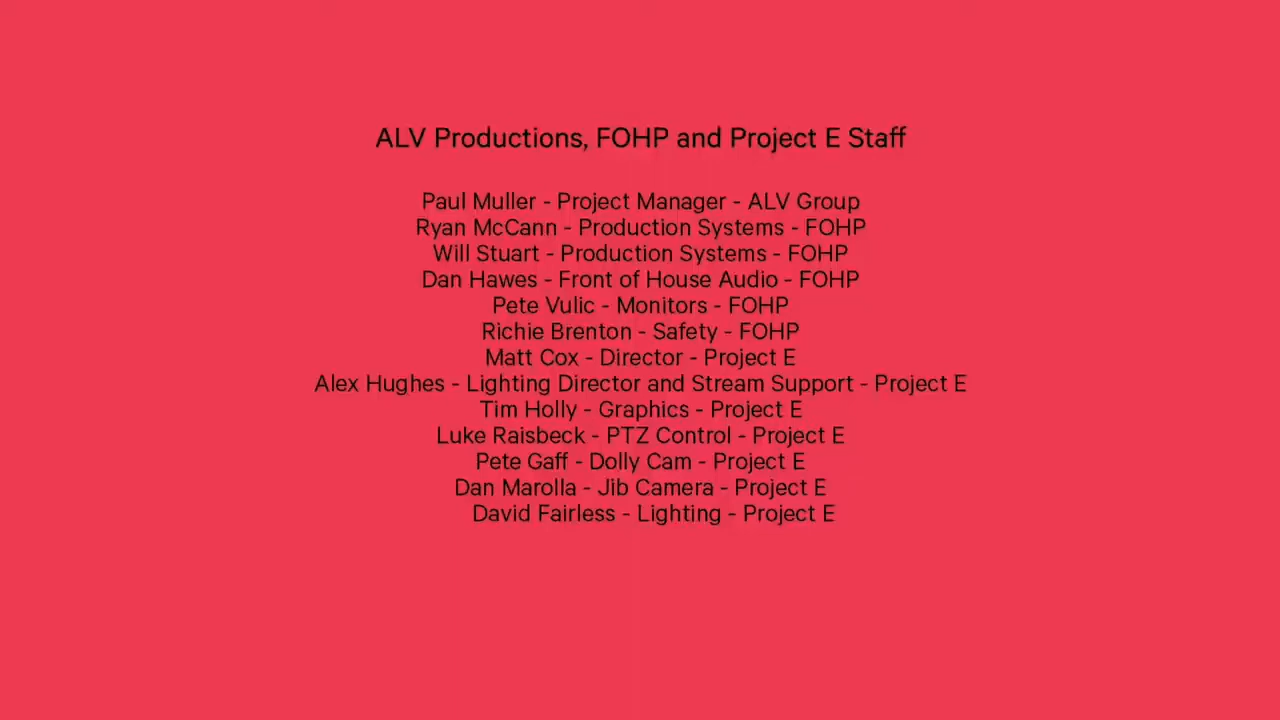 ALV Productions, FOHP and Project E Staff
Paul Muller - Project Manager - ALV Group
Ryan McCann - Production Systems - FOHP
Will Stuart - Production Systems - FOHP
Dan Hawes - Front of House Audio - FOHP
Pete Vulic - Monitors - FOHP
Richie Brenton - Safety - FOHP
Matt Cox - Director - Project E
Alex Hughes - Lighting Director and Stream Support - Project E
Tim Holly - Graphics - Project E
Luke Raisbeck - PTZ Control - Project E
Pete Gaff - Dolly Cam - Project E
Dan Marolla - Jib Camera - Project E
David Fairless - Lighting - Project E